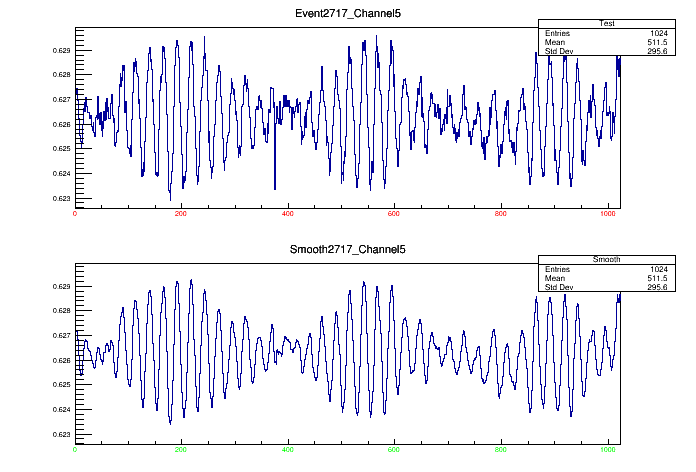 Event2717_Channel5
Test
Entries 1024
Mean 511.5
Std Dev 295.6
0.629
0.628
0.627
0.626
0.625
0.624
0.623
0 200 400 600 800 1000
Smooth2717_Channel5
Smooth
Entries 1024
Mean 511.5
Std Dev 295.6
0.629
0.628
0.627
0.626
0.625
0.624
0.623
0 200 400 600 800 1000